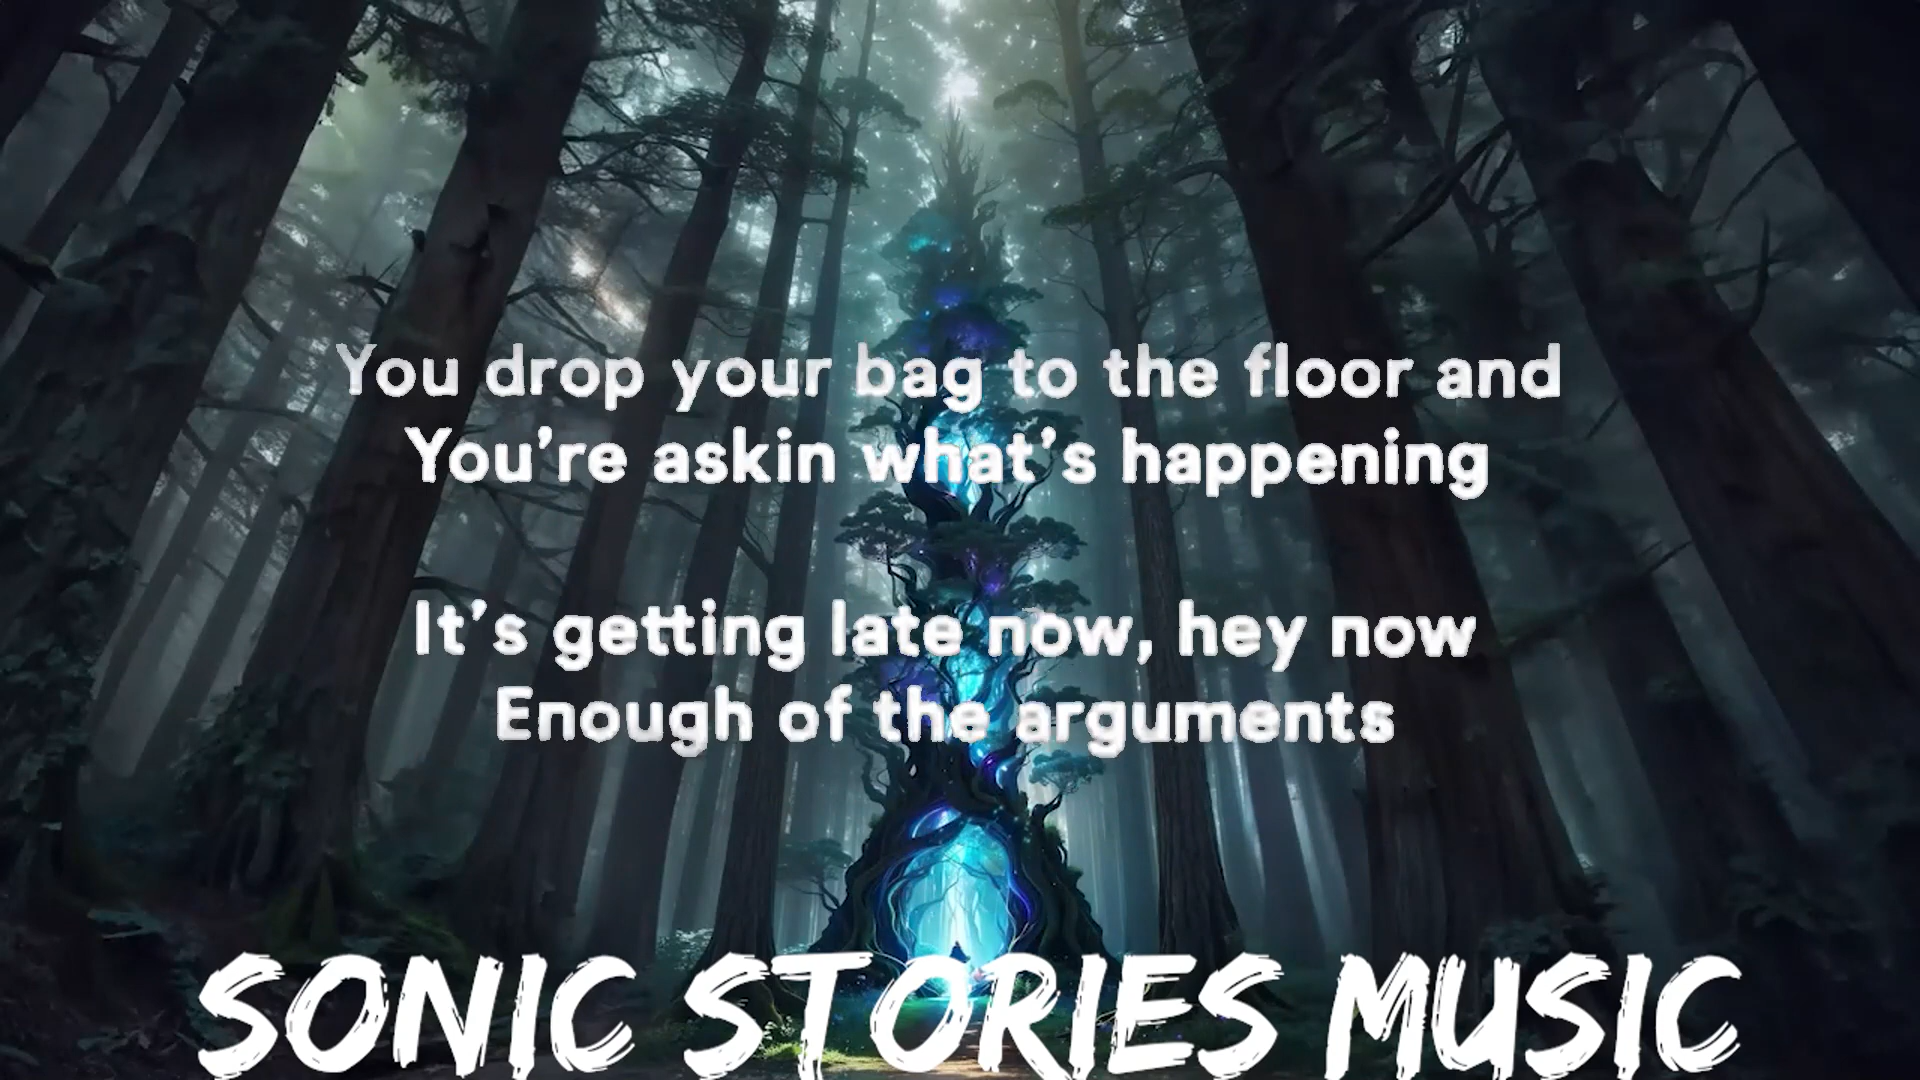 You drop your bag to the floor and
You're askin what's happening
It's getting late now, hey now
Enough of the arguments
SONIC STORIES MUSIC